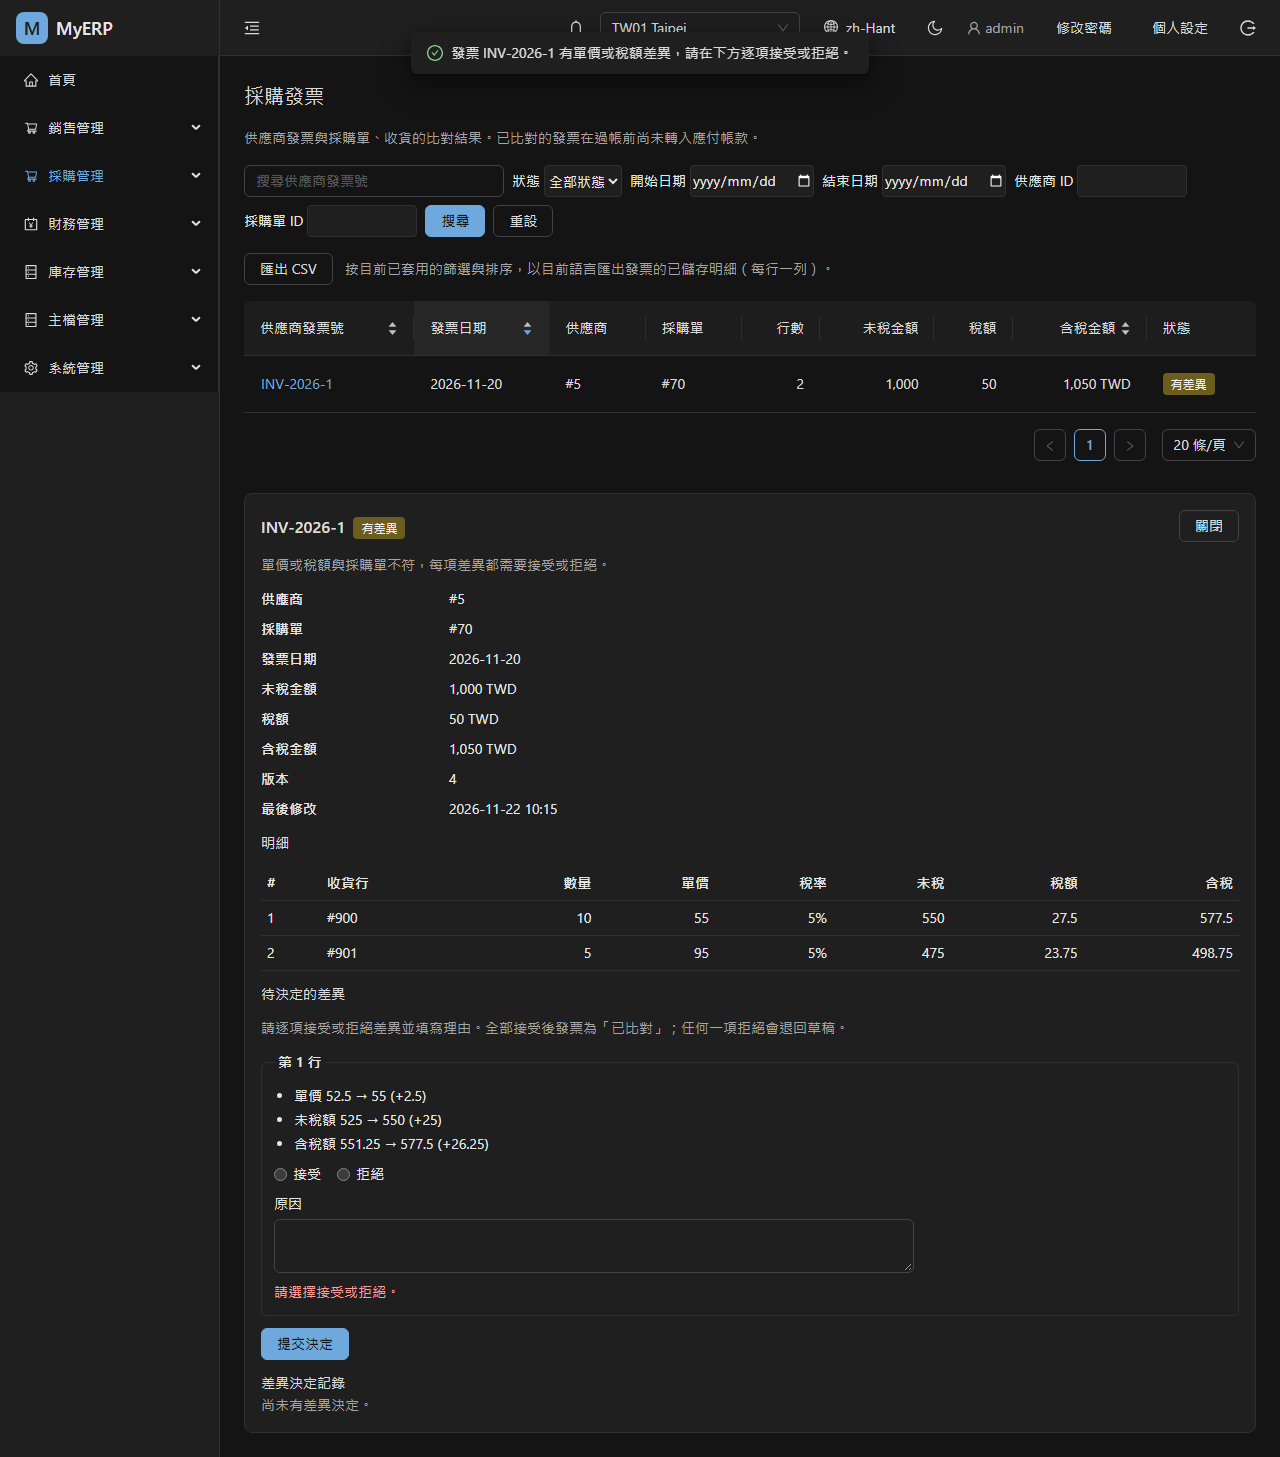 M MyERP
TW01 Taipei
zh-Hant
admin
修改密碼
個人設定
發票 INV-2026-1 有單價或稅額差異，請在下方逐項接受或拒絕。
首頁
銷售管理
採購管理
財務管理
庫存管理
主檔管理
系統管理
採購發票
供應商發票與採購單、收貨的比對結果。已比對的發票在過帳前尚未轉入應付帳款。
搜尋供應商發票號 狀態 全部狀態 開始日期 yyyy/mm/dd 結束日期 yyyy/mm/dd 供應商 ID
採購單 ID 搜尋 重設
匯出 CSV 按目前已套用的篩選與排序，以目前語言匯出發票的已儲存明細（每行一列）。
供應商發票號 發票日期 供應商 採購單 行數 未稅金額 稅額 含稅金額 狀態
INV-2026-1 2026-11-20 #5 #70 2 1,000 50 1,050 TWD 有差異
< 1 > 20 條/頁
INV-2026-1 有差異 關閉
單價或稅額與採購單不符，每項差異都需要接受或拒絕。
供應商 #5
採購單 #70
發票日期 2026-11-20
未稅金額 1,000 TWD
稅額 50 TWD
含稅金額 1,050 TWD
版本 4
最後修改 2026-11-22 10:15
明細
# 收貨行 數量 單價 稅率 未稅 稅額 含稅
1 #900 10 55 5% 550 27.5 577.5
2 #901 5 95 5% 475 23.75 498.75
待決定的差異
請逐項接受或拒絕差異並填寫理由。全部接受後發票為「已比對」；任何一項拒絕會退回草稿。
第 1 行
• 單價 52.5 → 55 (+2.5)
• 未稅額 525 → 550 (+25)
• 含稅額 551.25 → 577.5 (+26.25)
接受 拒絕
原因
請選擇接受或拒絕。
提交決定
差異決定記錄
尚未有差異決定。